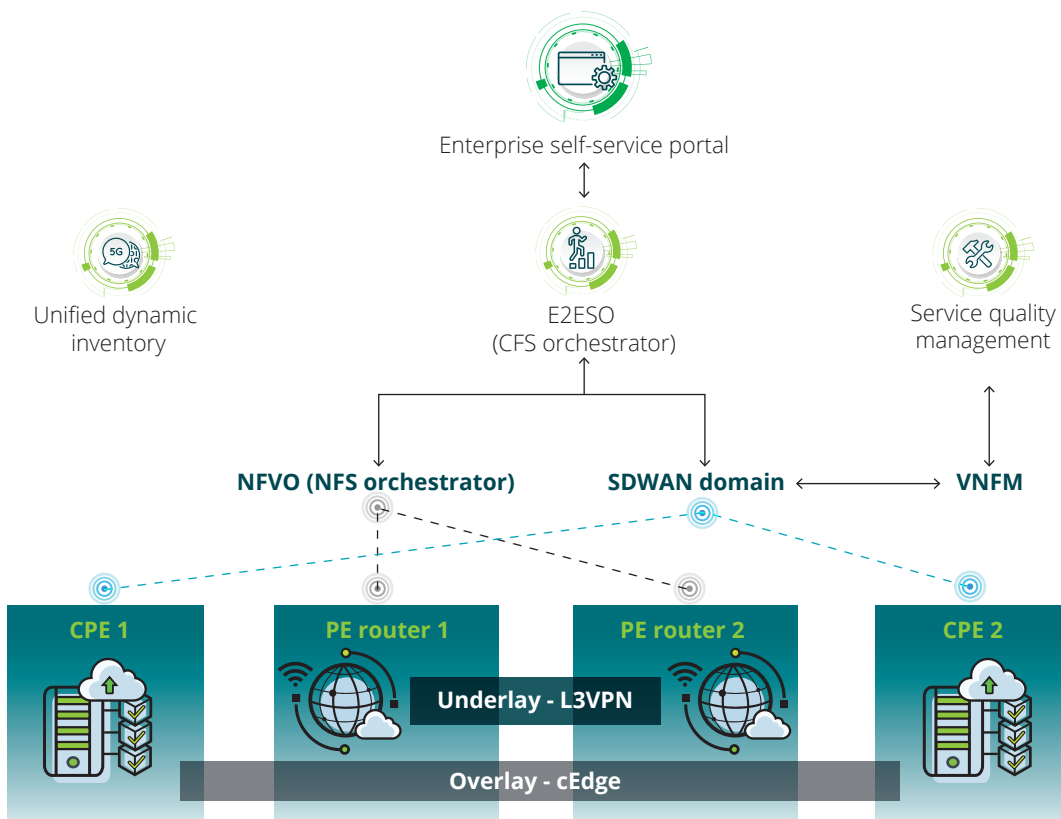 Enterprise self-service portal
5G
Unified dynamic
inventory
E2ESO
(CFS orchestrator)
Service quality
management
NFVO (NFS orchestrator)
SDWAN domain
VNFM
CPE 1
PE router 1
PE router 2
CPE 2
Underlay - L3VPN
Overlay - cEdge